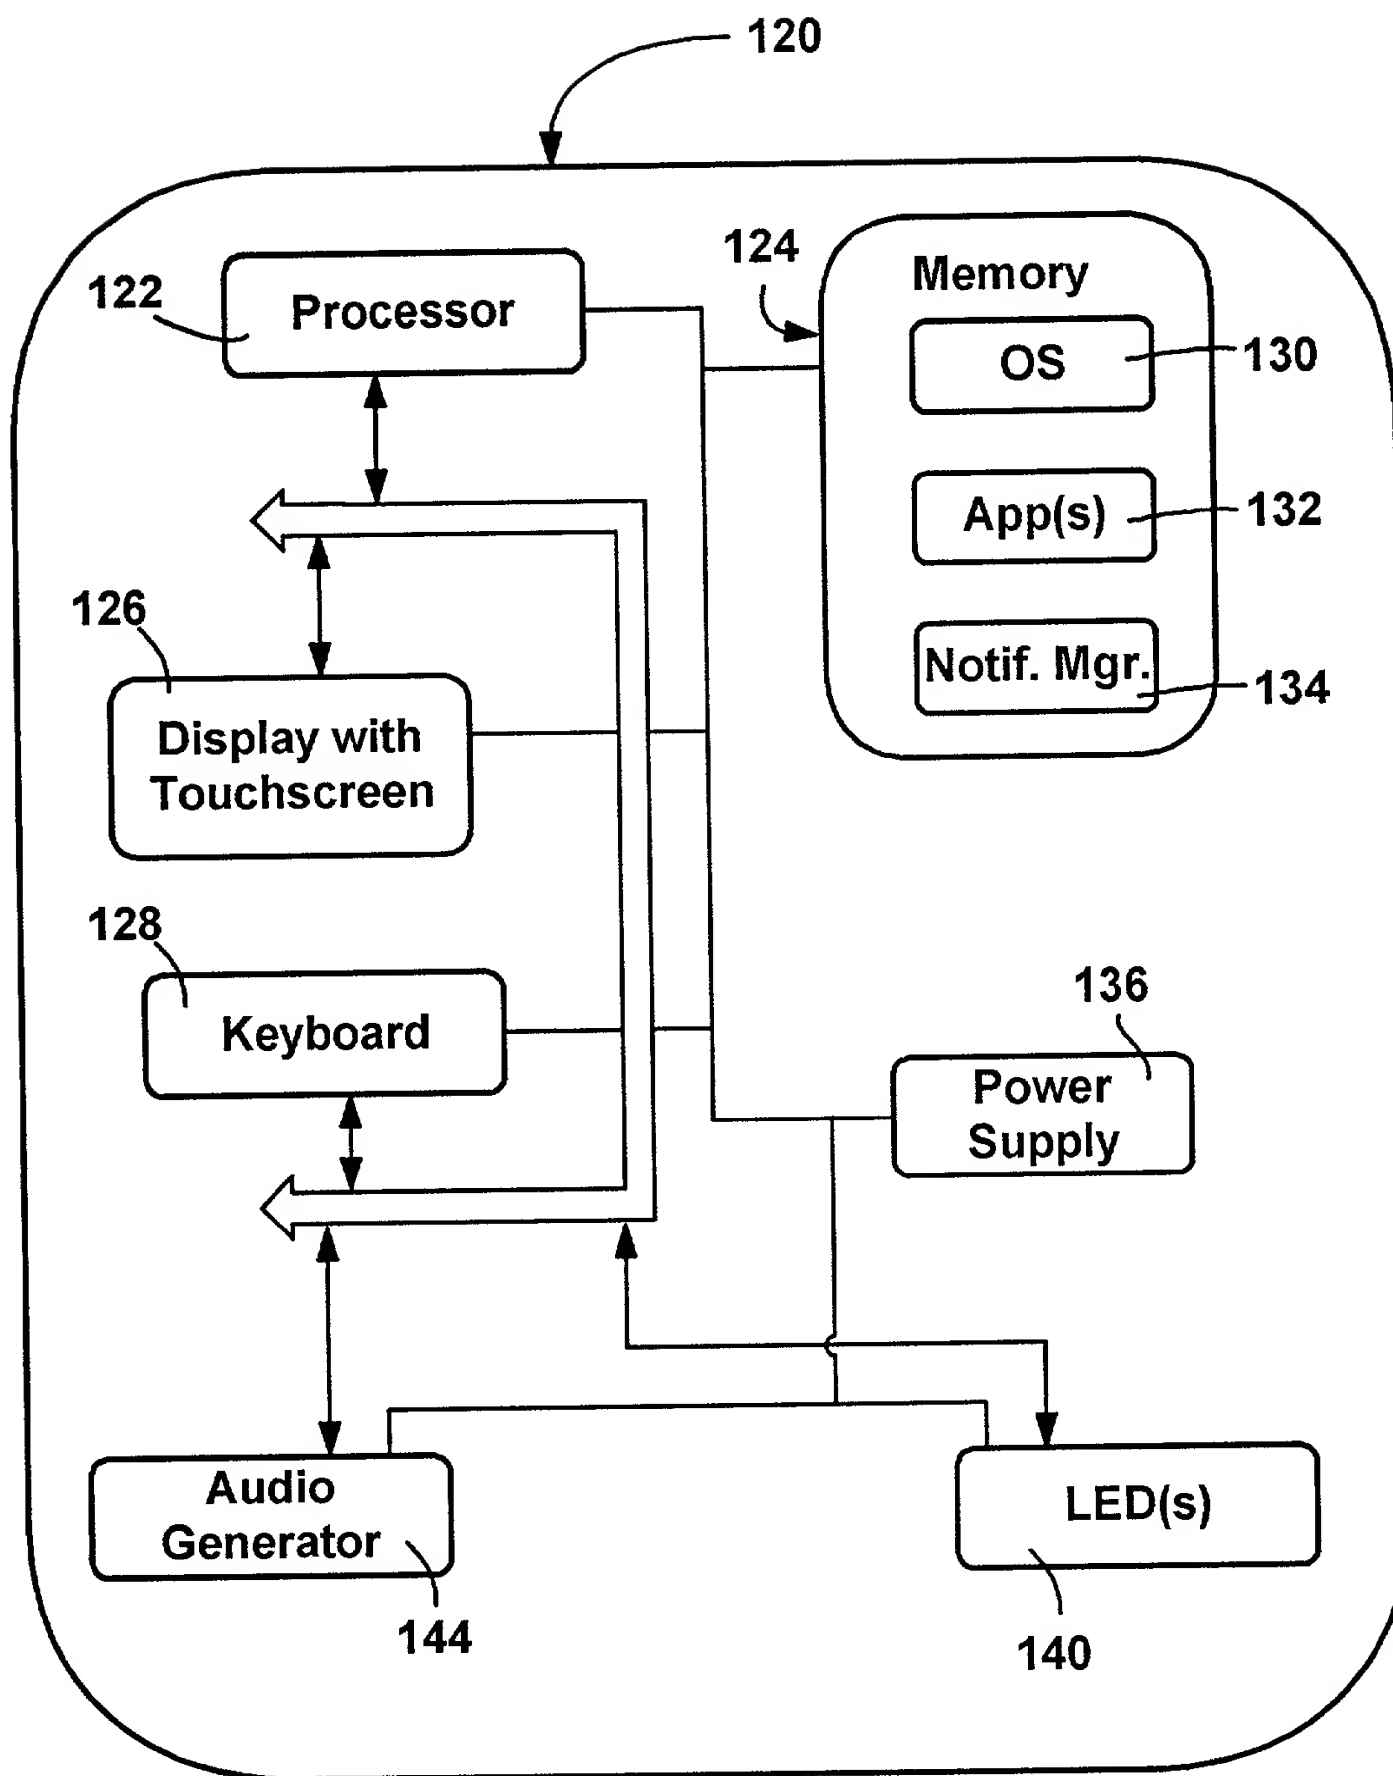 120
124
Memory
122
Processor
OS
130
App(s)
132
126
Notif. Mgr.
134
Display with
Touchscreen
128
Keyboard
136
Power
Supply
Audio
Generator
LED(s)
144
140